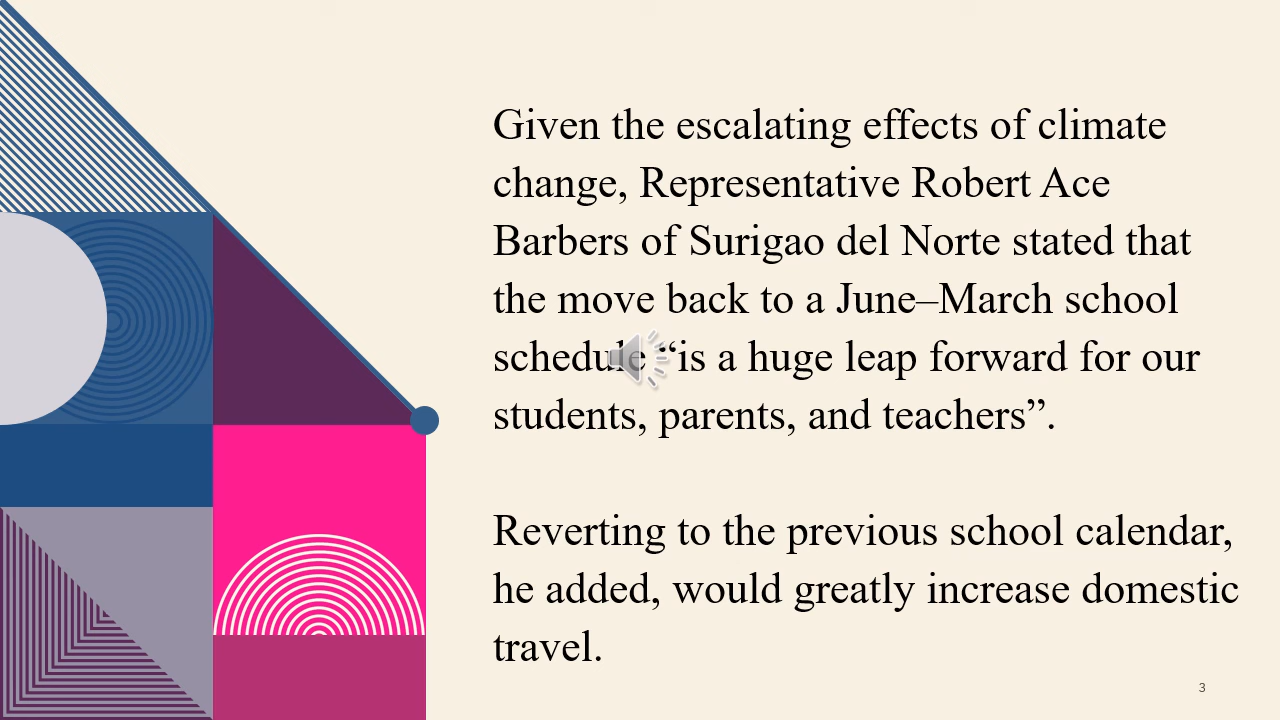 Given the escalating effects of climate
change, Representative Robert Ace
Barbers of Surigao del Norte stated that
the move back to a June–March school
schedule “is a huge leap forward for our
students, parents, and teachers”.
Reverting to the previous school calendar,
he added, would greatly increase domestic
travel.
3